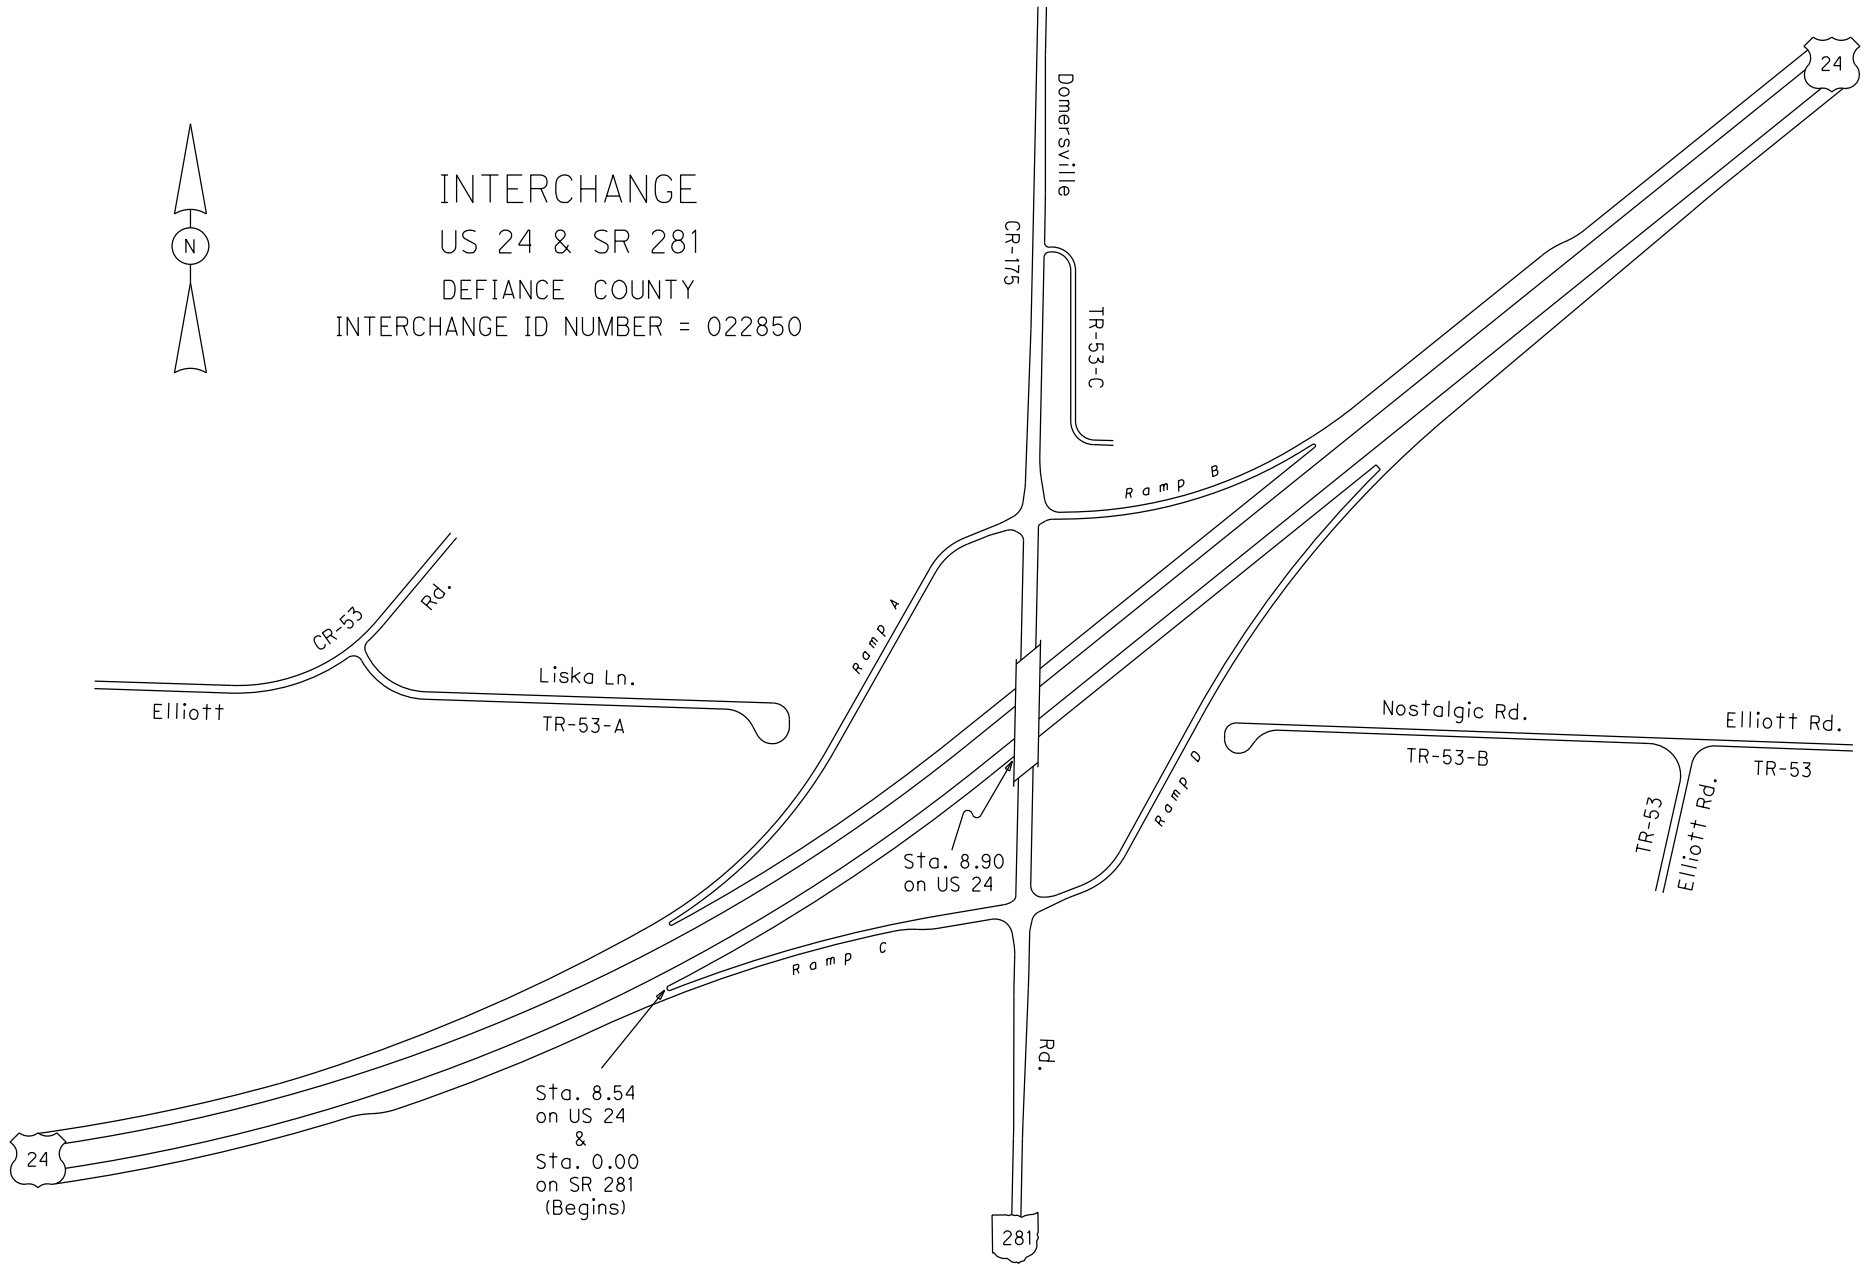 INTERCHANGE
US 24 & SR 281
DEFIANCE COUNTY
INTERCHANGE ID NUMBER = 022850
N
24
Domersville
CR-175
TR-53-C
Ramp B
Ramp A
CR-53
Rd.
Elliott
Liska Ln.
TR-53-A
Nostalgic Rd.
TR-53-B
Elliott Rd.
TR-53
TR-53
Elliott Rd.
Ramp D
Sta. 8.90
on US 24
Ramp C
Rd.
Sta. 8.54
on US 24
&
Sta. 0.00
on SR 281
(Begins)
24
281